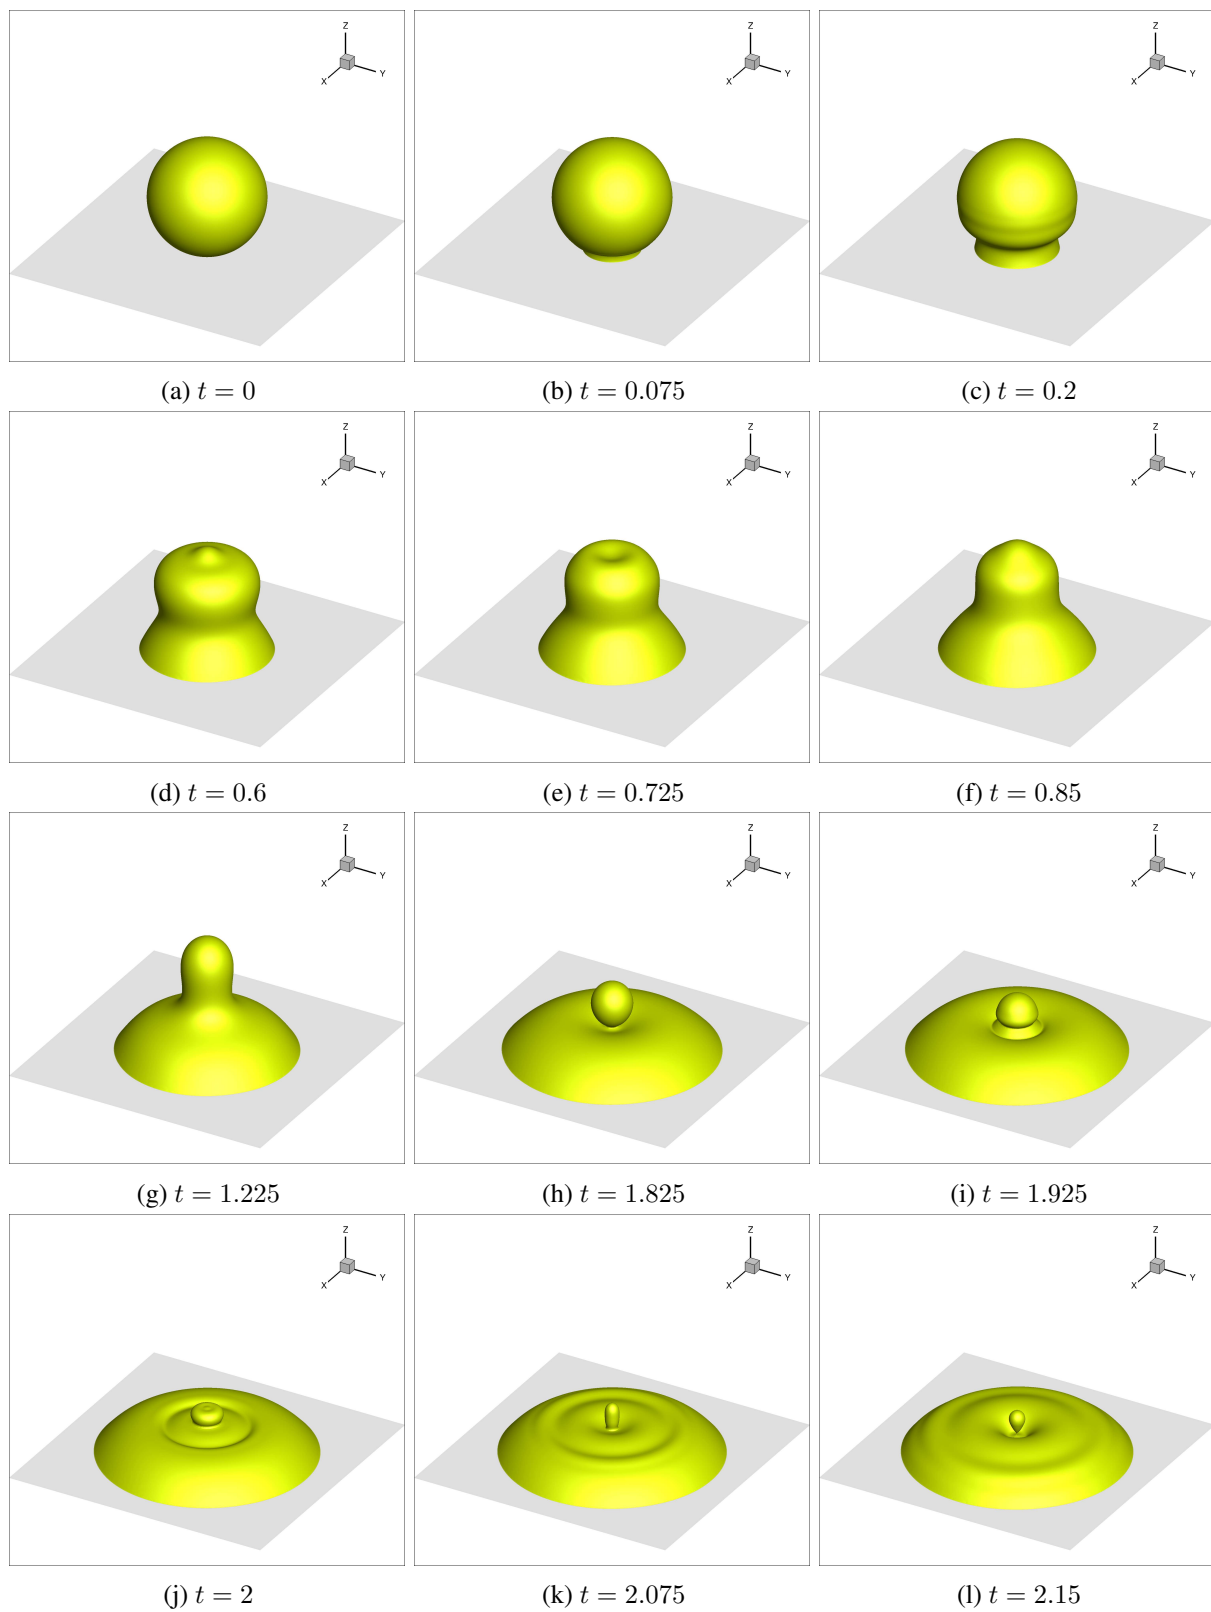 Z
X Y
Z
X Y
Z
X Y
(a) t = 0
(b) t = 0.075
(c) t = 0.2
Z
X Y
Z
X Y
Z
X Y
(d) t = 0.6
(e) t = 0.725
(f) t = 0.85
Z
X Y
Z
X Y
Z
X Y
(g) t = 1.225
(h) t = 1.825
(i) t = 1.925
Z
X Y
Z
X Y
Z
X Y
(j) t = 2
(k) t = 2.075
(l) t = 2.15